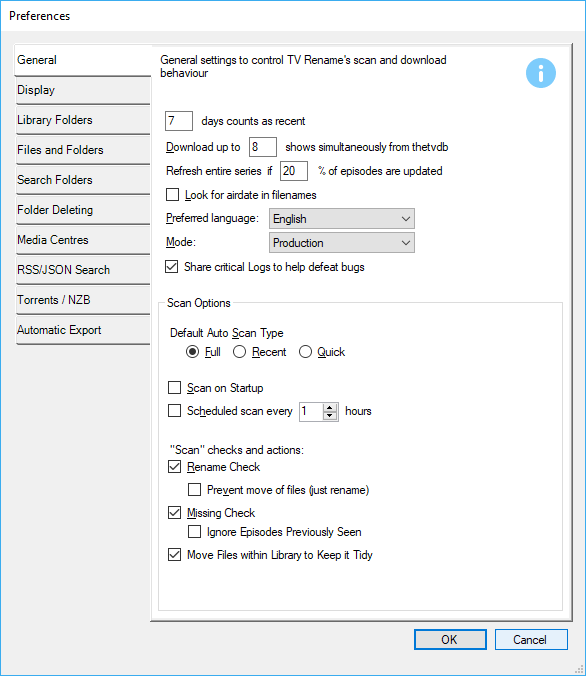 Preferences
General
Display
Library Folders
Files and Folders
Search Folders
Folder Deleting
Media Centres
RSS/JSON Search
Torrents / NZB
Automatic Export
General settings to control TV Rename's scan and download
behaviour
7 days counts as recent
Download up to 8 shows simultaneously from thetvdb
Refresh entire series if 20 % of episodes are updated
Look for airdate in filenames
Preferred language: English
Mode: Production
Share critical Logs to help defeat bugs
Scan Options
Default Auto Scan Type
Full Recent Quick
Scan on Startup
Scheduled scan every 1 hours
"Scan" checks and actions:
Rename Check
Prevent move of files (just rename)
Missing Check
Ignore Episodes Previously Seen
Move Files within Library to Keep it Tidy
OK Cancel